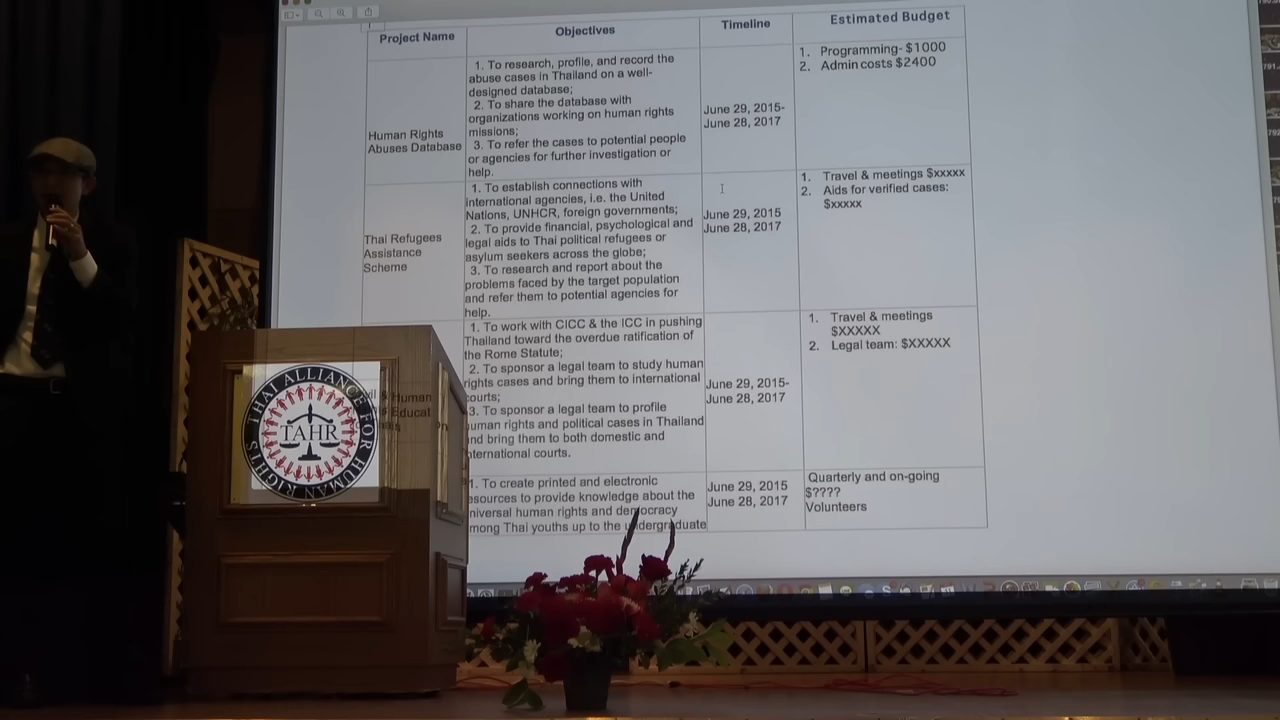 Project Name
Objectives
Timeline
Estimated Budget
Human Rights
Abuses Database
1. To research, profile, and record the
abuse cases in Thailand on a well-
designed database;
2. To share the database with
organizations working on human rights
missions;
3. To refer the cases to potential people
or agencies for further investigation or
help.
June 29, 2015-
June 28, 2017
1. Programming- $1000
2. Admin costs $2400
Thai Refugees
Assistance
Scheme
1. To establish connections with
international agencies, i.e. the United
Nations, UNHCR, foreign governments;
2. To provide financial, psychological and
legal aids to Thai political refugees or
asylum seekers across the globe;
3. To research and report about the
problems faced by the target population
and refer them to potential agencies for
help.
June 29, 2015
June 28, 2017
1. Travel & meetings $xxxxx
2. Aids for verified cases:
$xxxxx
& Human
Educat
1. To work with CICC & the ICC in pushing
Thailand toward the overdue ratification of
the Rome Statute;
2. To sponsor a legal team to study human
rights cases and bring them to international
courts;
3. To sponsor a legal team to profile
human rights and political cases in Thailand
and bring them to both domestic and
international courts.
June 29, 2015-
June 28, 2017
1. Travel & meetings
$XXXXX
2. Legal team: $XXXXX
1. To create printed and electronic
esources to provide knowledge about the
niversal human rights and democracy
mong Thai youths up to the undergraduate
June 29, 2015
June 28, 2017
Quarterly and on-going
$????
Volunteers
THAI ALLIANCE FOR HUMAN RIGHTS
TAHR